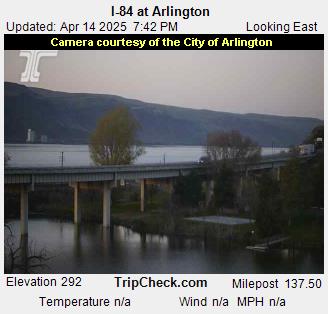 I-84 at Arlington
Updated: Apr 14 2025 7:42 PM Looking East
Camera courtesy of the City of Arlington
Elevation 292 TripCheck.com Milepost 137.50
Temperature n/a Wind n/a MPH n/a